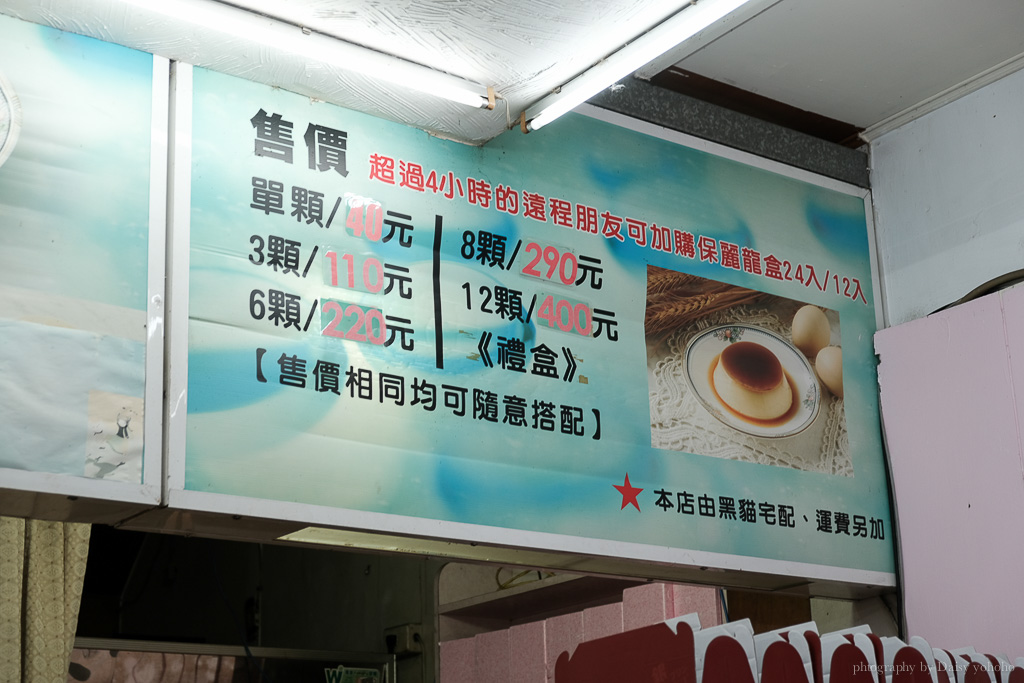 售價
超過4小時的遠程朋友可加購保麗龍盒24入/12入
單顆/40元
3顆/110元
6顆/220元
8顆/290元
12顆/400元
《禮盒》
【售價相同均可隨意搭配】
★本店由黑貓宅配、運費另加
photography by Daisy yohoho